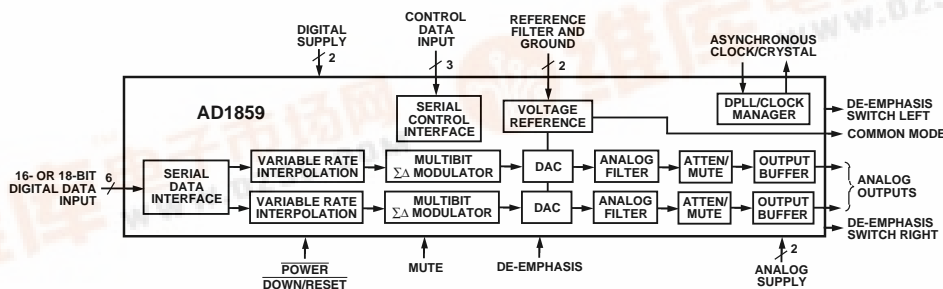 DIGITAL
SUPPLY
2
CONTROL
DATA
INPUT
3
REFERENCE
FILTER AND
GROUND
2
ASYNCHRONOUS
CLOCK/CRYSTAL
AD1859
SERIAL
CONTROL
INTERFACE
VOLTAGE
REFERENCE
DPLL/CLOCK
MANAGER
DE-EMPHASIS
SWITCH LEFT
COMMON MODE
16- OR 18-BIT
DIGITAL DATA
INPUT
6
SERIAL
DATA
INTERFACE
VARIABLE RATE
INTERPOLATION
MULTIBIT
ΣΔ MODULATOR
DAC
ANALOG
FILTER
ATTEN/
MUTE
OUTPUT
BUFFER
VARIABLE RATE
INTERPOLATION
MULTIBIT
ΣΔ MODULATOR
DAC
ANALOG
FILTER
ATTEN/
MUTE
OUTPUT
BUFFER
ANALOG
OUTPUTS
DE-EMPHASIS
SWITCH RIGHT
POWER
DOWN/RESET
MUTE
DE-EMPHASIS
2
ANALOG
SUPPLY